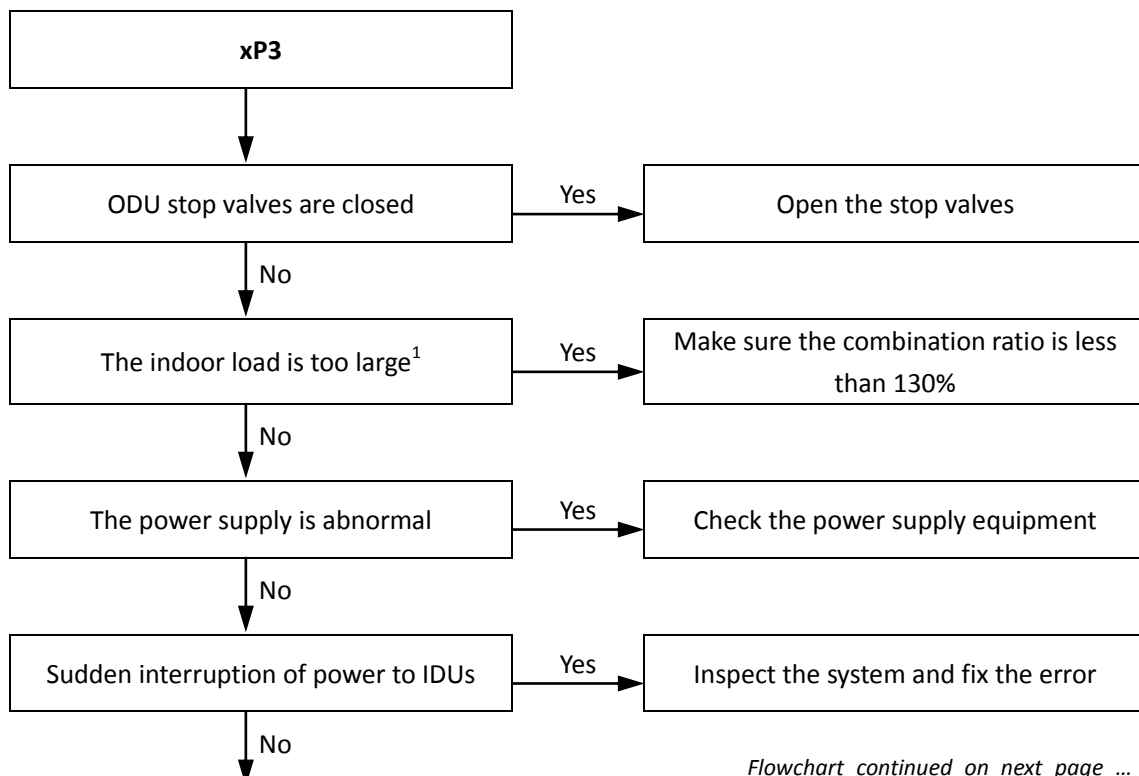 xP3
ODU stop valves are closed
Yes
Open the stop valves
No
The indoor load is too large¹
Yes
Make sure the combination ratio is less
than 130%
No
The power supply is abnormal
Yes
Check the power supply equipment
No
Sudden interruption of power to IDUs
Yes
Inspect the system and fix the error
No
Flowchart continued on next page …